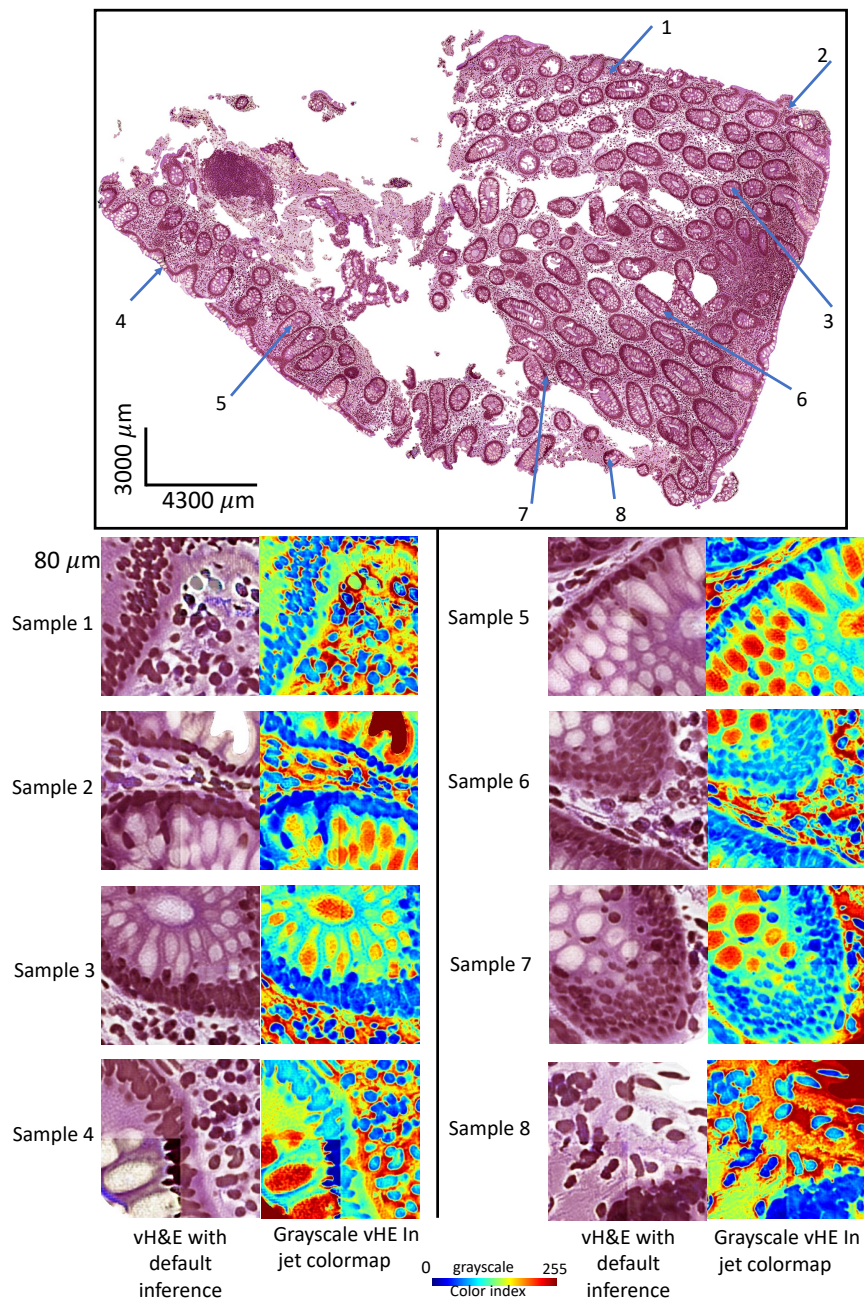 1
2
3
4
5
6
7
8
3000 μm
4300 μm
80 μm
Sample 1
Sample 2
Sample 3
Sample 4
vH&E with
default
inference
Grayscale vHE In
jet colormap
Sample 5
Sample 6
Sample 7
Sample 8
vH&E with
default
inference
Grayscale vHE In
jet colormap
0 grayscale 255
Color index